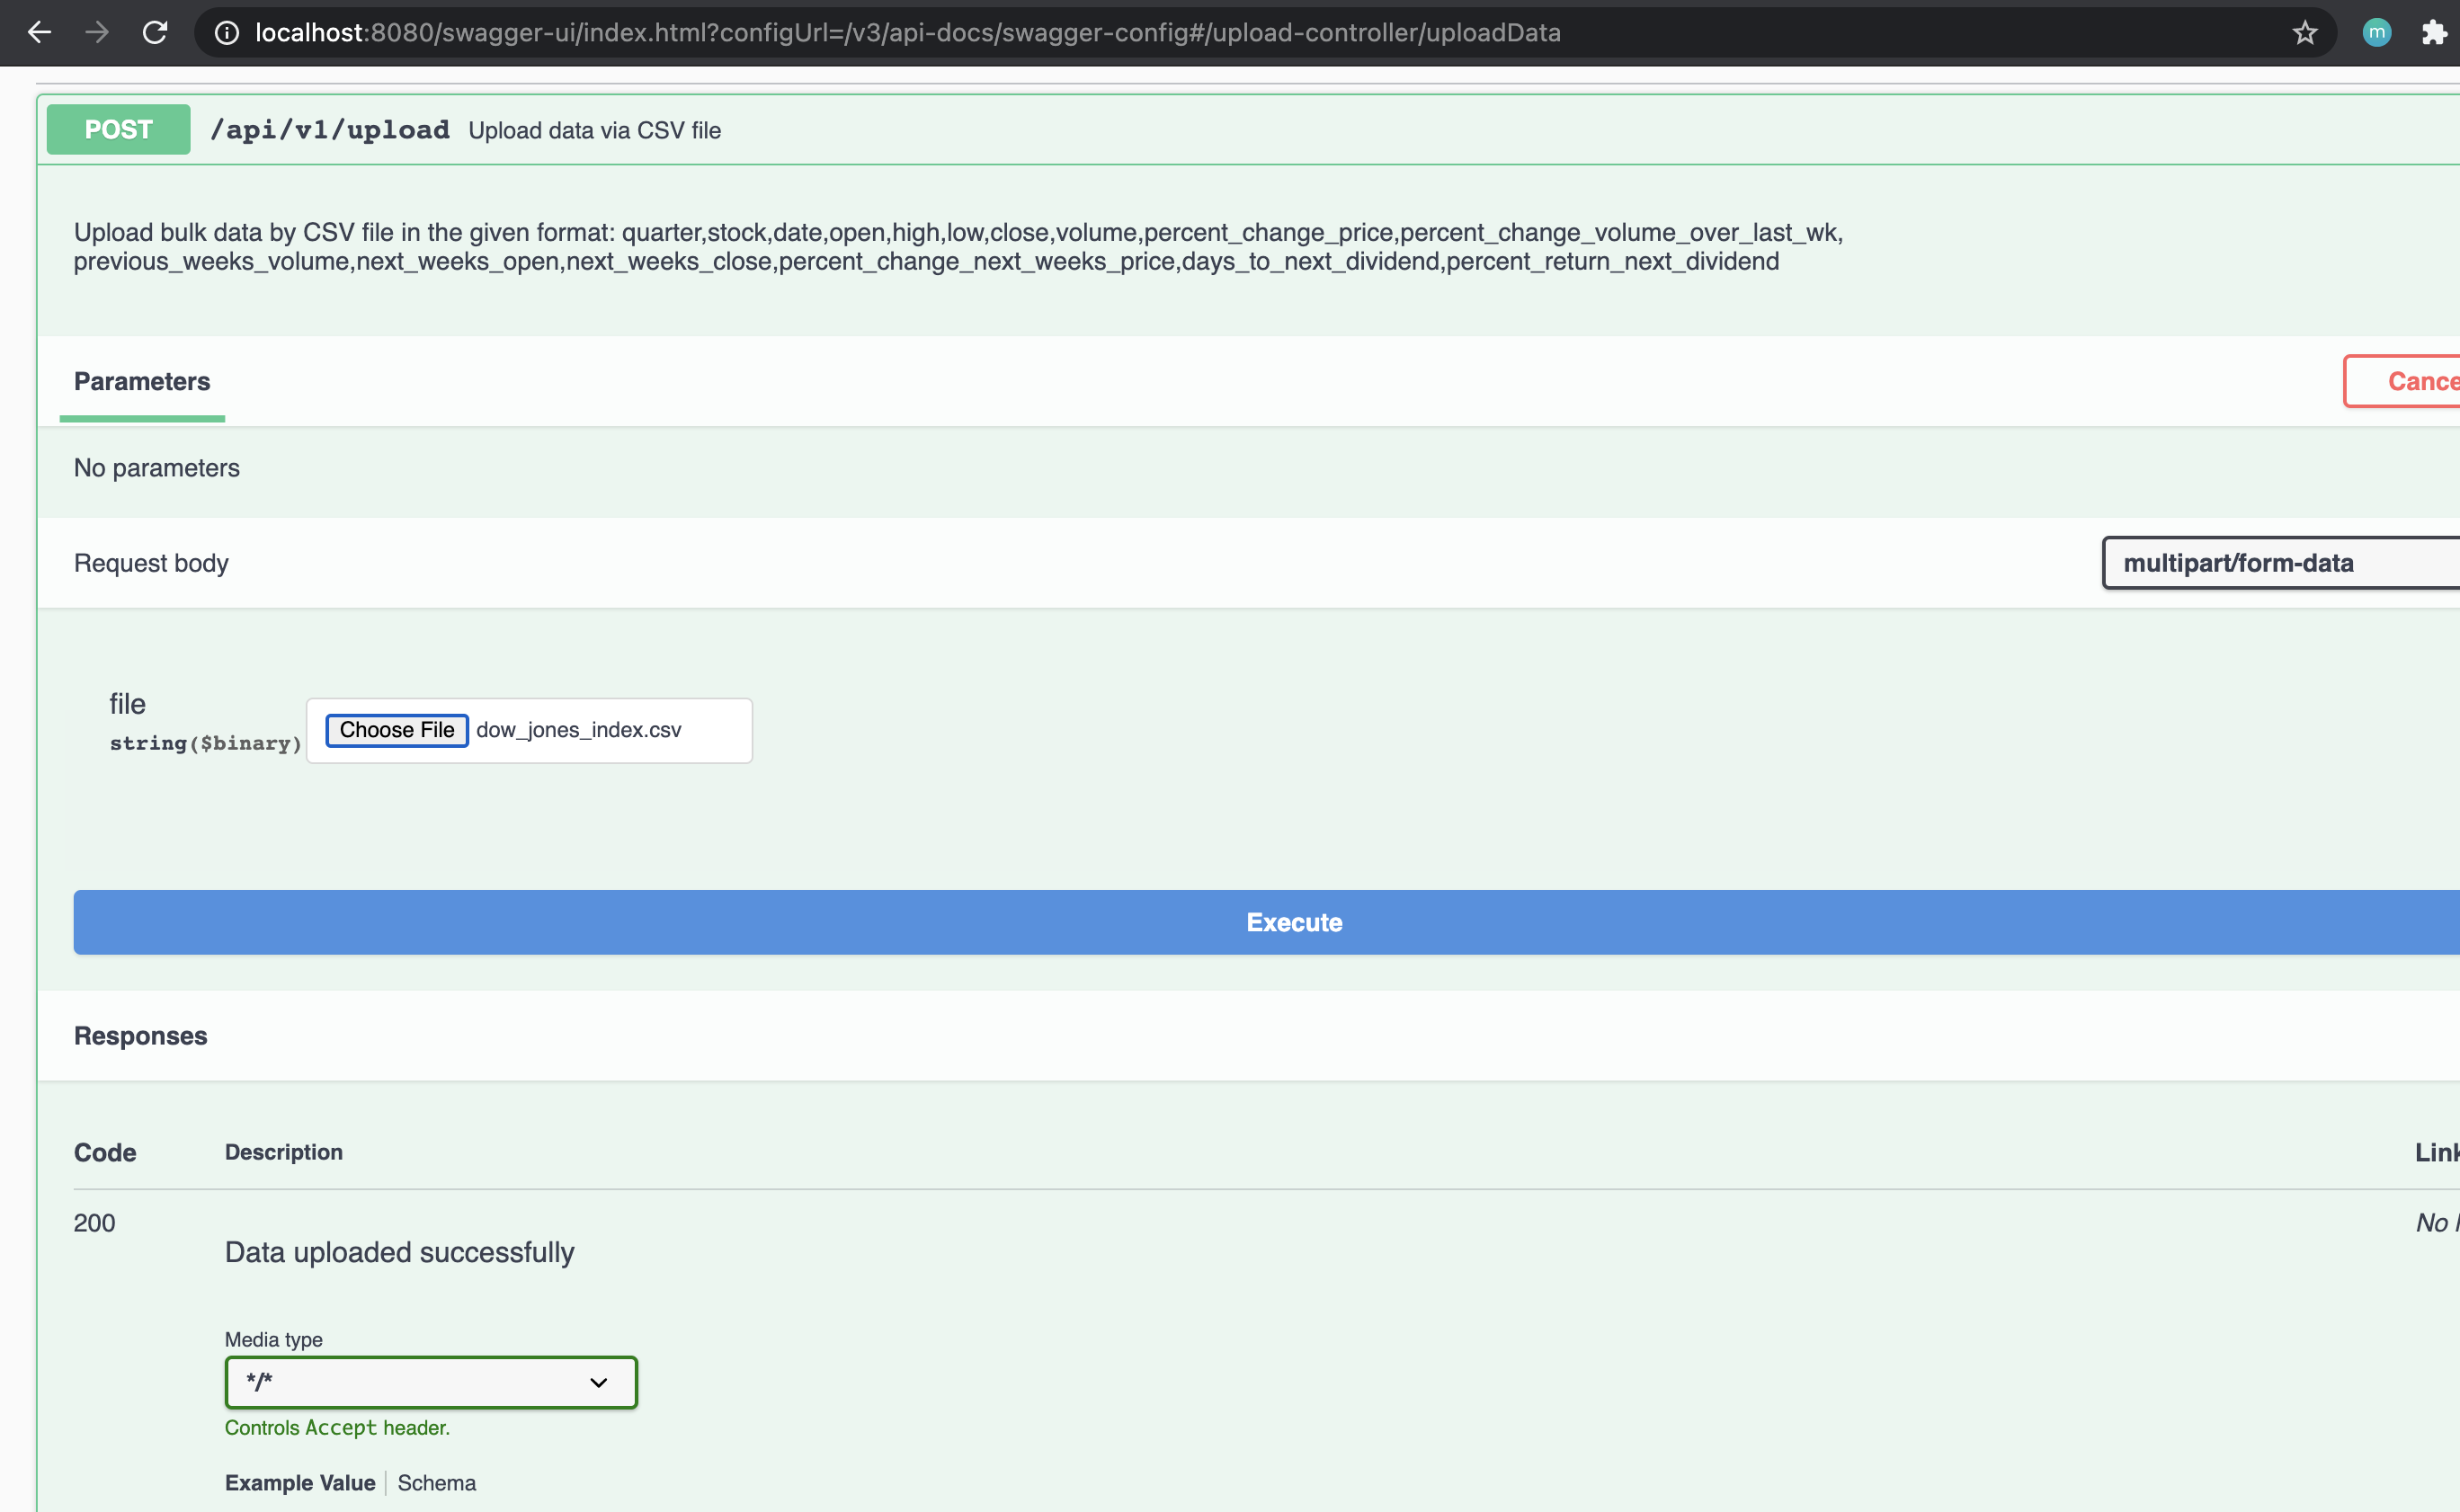 localhost:8080/swagger-ui/index.html?configUrl=/v3/api-docs/swagger-config#/upload-controller/uploadData
m
POST /api/v1/upload Upload data via CSV file
Upload bulk data by CSV file in the given format: quarter,stock,date,open,high,low,close,volume,percent_change_price,percent_change_volume_over_last_wk,
previous_weeks_volume,next_weeks_open,next_weeks_close,percent_change_next_weeks_price,days_to_next_dividend,percent_return_next_dividend
Parameters
Cance
No parameters
Request body
multipart/form-data
file
string($binary)
Choose File dow_jones_index.csv
Execute
Responses
Code Description Link
200
No
Data uploaded successfully
Media type
*/*
Controls Accept header.
Example Value Schema